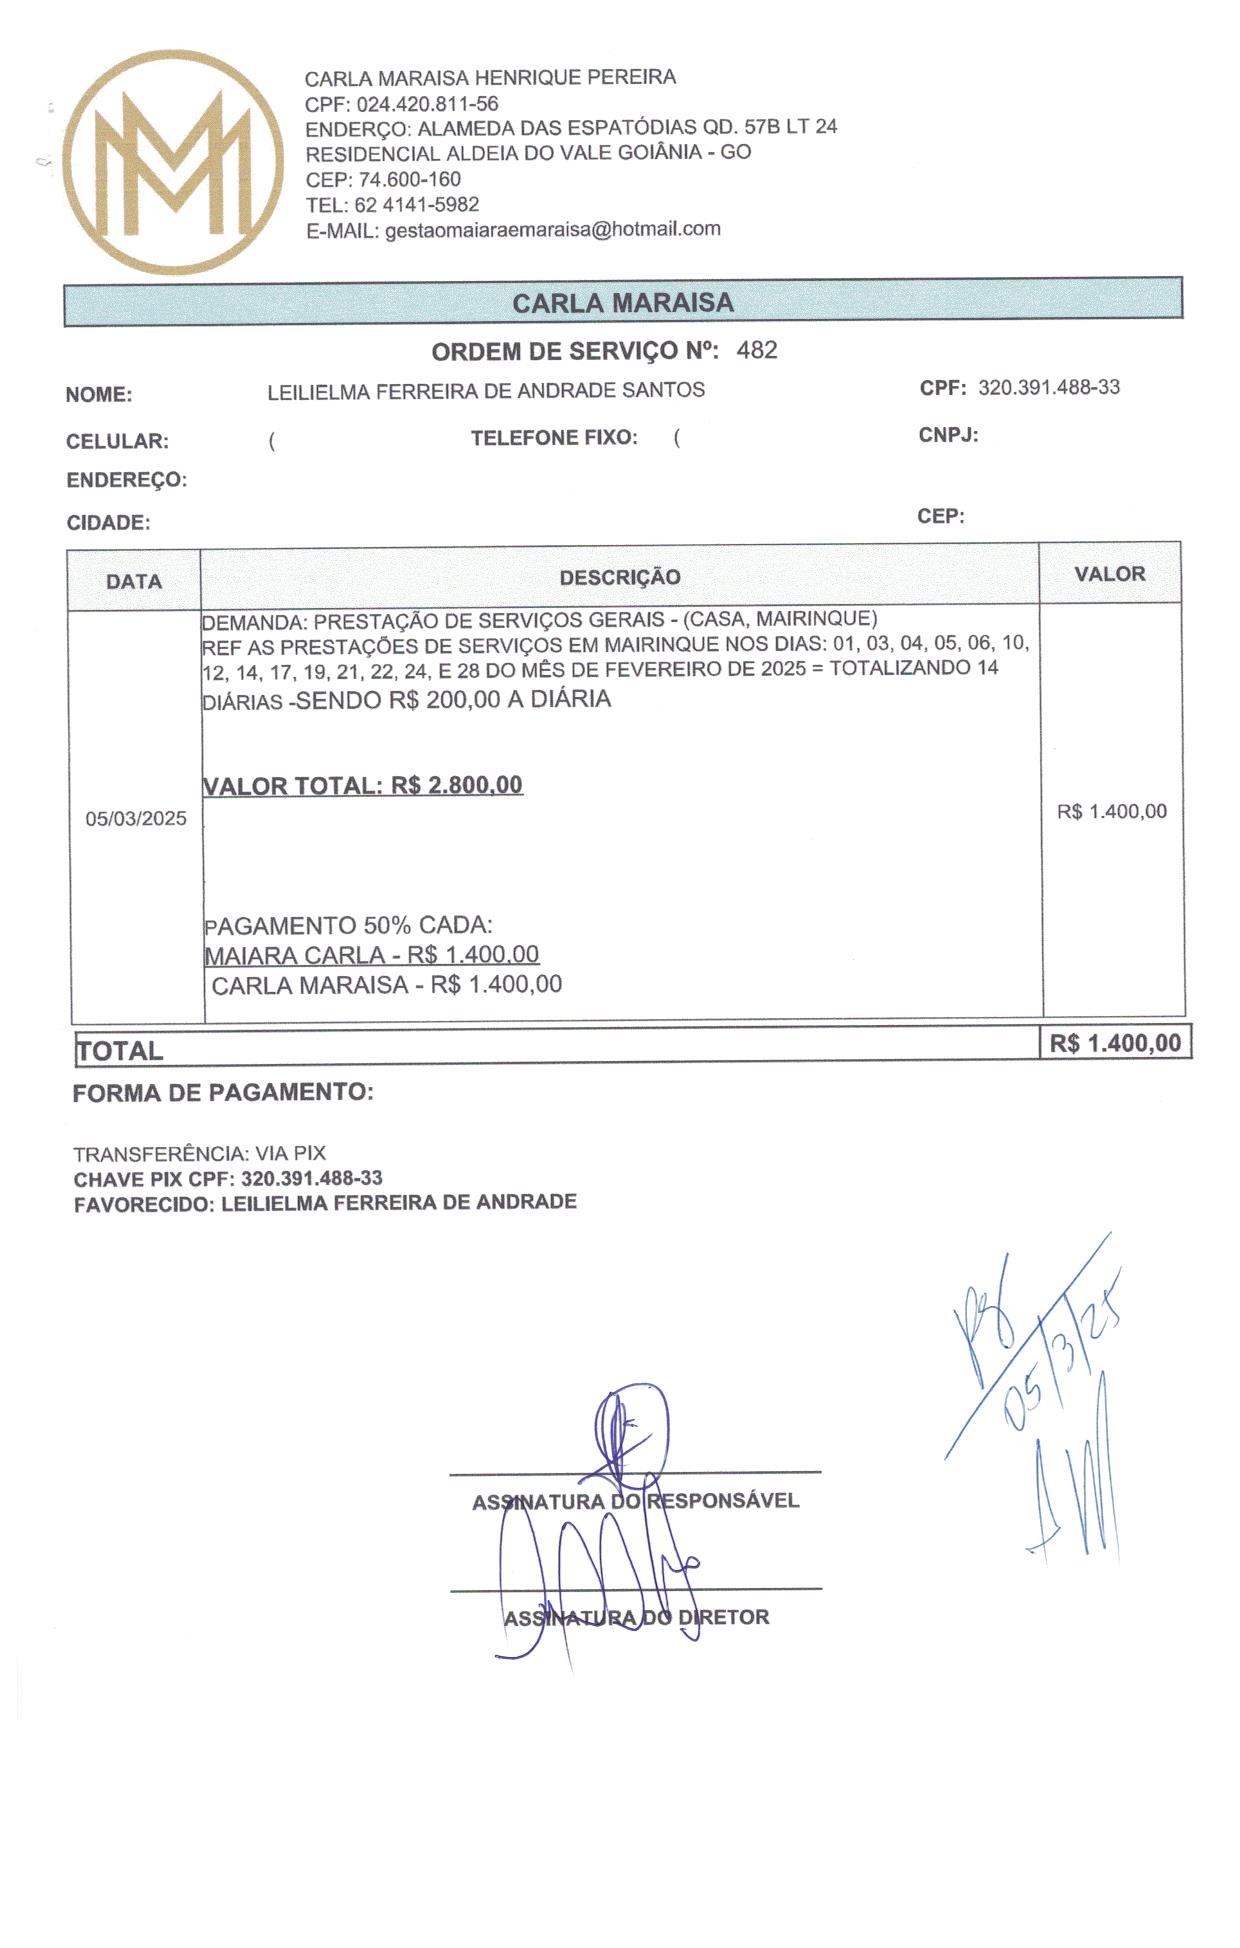 CARLA MARAISA HENRIQUE PEREIRA
CPF: 024.420.811-56
ENDERÇO: ALAMEDA DAS ESPATÓDIAS QD. 57B LT 24
RESIDENCIAL ALDEIA DO VALE GOIÂNIA - GO
CEP: 74.600-160
TEL: 62 4141-5982
E-MAIL: gestaomaiaraemaraisa@hotmail.com
CARLA MARAISA
ORDEM DE SERVIÇO Nº: 482
NOME: LEILIELMA FERREIRA DE ANDRADE SANTOS CPF: 320.391.488-33
CELULAR: ( TELEFONE FIXO: ( CNPJ:
ENDEREÇO:
CIDADE: CEP:
DATA DESCRIÇÃO VALOR
DEMANDA: PRESTAÇÃO DE SERVIÇOS GERAIS - (CASA, MAIRINQUE)
REF AS PRESTAÇÕES DE SERVIÇOS EM MAIRINQUE NOS DIAS: 01, 03, 04, 05, 06, 10,
12, 14, 17, 19, 21, 22, 24, E 28 DO MÊS DE FEVEREIRO DE 2025 = TOTALIZANDO 14
DIÁRIAS -SENDO R$ 200,00 A DIÁRIA
VALOR TOTAL: R$ 2.800,00
05/03/2025 R$ 1.400,00
PAGAMENTO 50% CADA:
MAIARA CARLA - R$ 1.400,00
CARLA MARAISA - R$ 1.400,00
TOTAL R$ 1.400,00
FORMA DE PAGAMENTO:
TRANSFERÊNCIA: VIA PIX
CHAVE PIX CPF: 320.391.488-33
FAVORECIDO: LEILIELMA FERREIRA DE ANDRADE
05/3/25
ASSINATURA DO RESPONSÁVEL
ASSINATURA DO DIRETOR